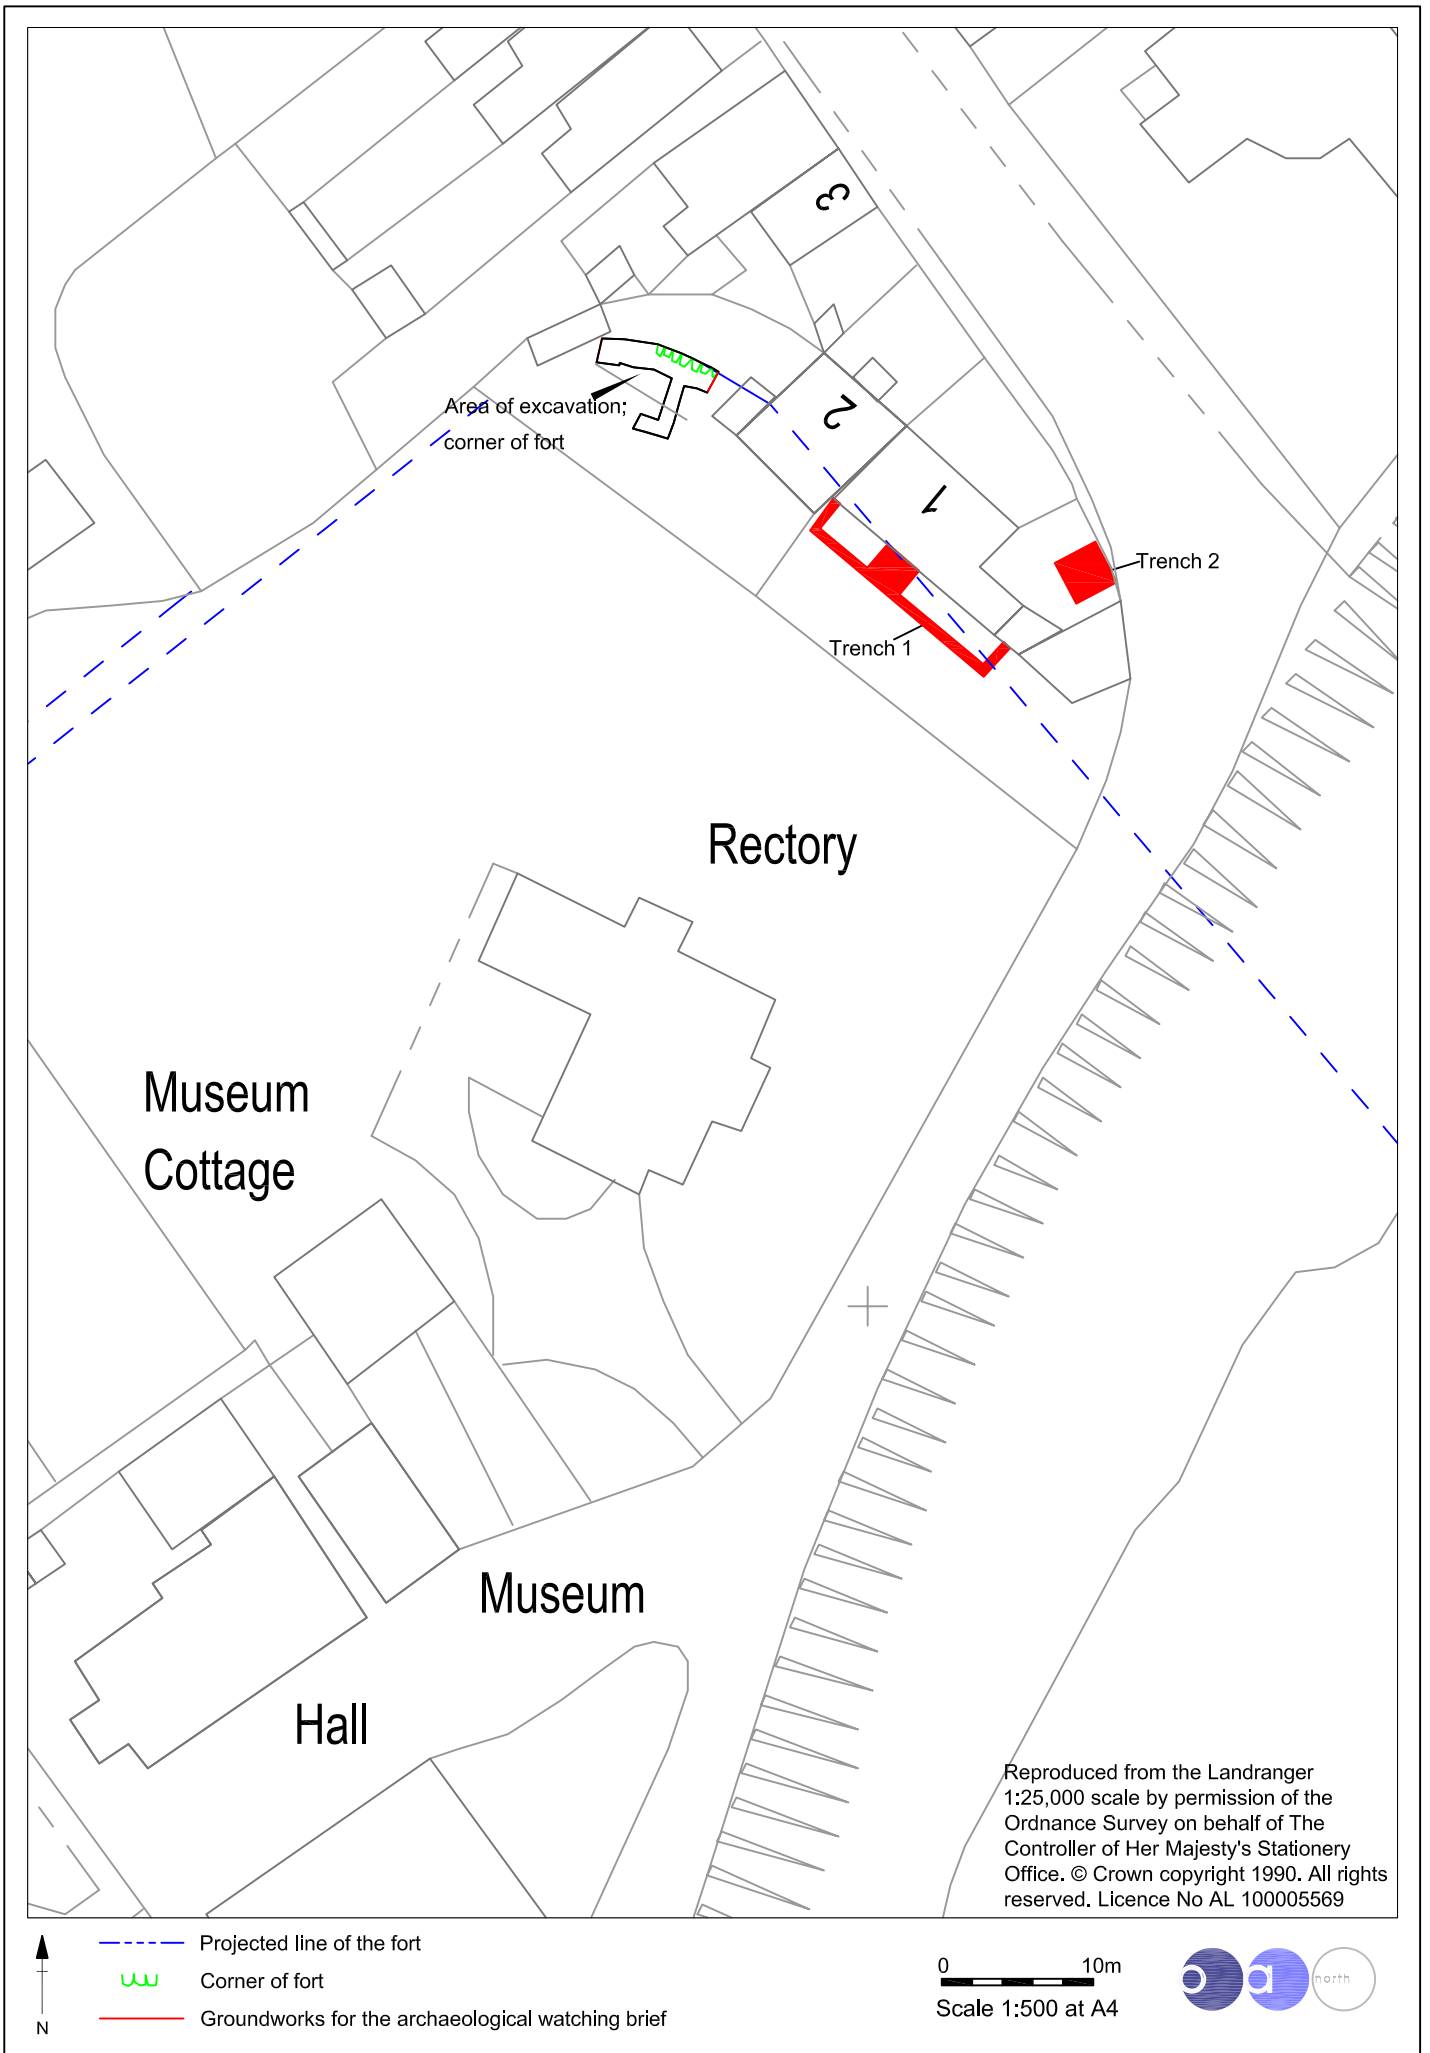 3
2
1
Area of excavation;
corner of fort
Trench 2
Trench 1
Rectory
Museum
Cottage
Museum
Hall
Reproduced from the Landranger
1:25,000 scale by permission of the
Ordnance Survey on behalf of The
Controller of Her Majesty's Stationery
Office. © Crown copyright 1990. All rights
reserved. Licence No AL 100005569
N
Projected line of the fort
Corner of fort
Groundworks for the archaeological watching brief
0 10m
Scale 1:500 at A4
o a north